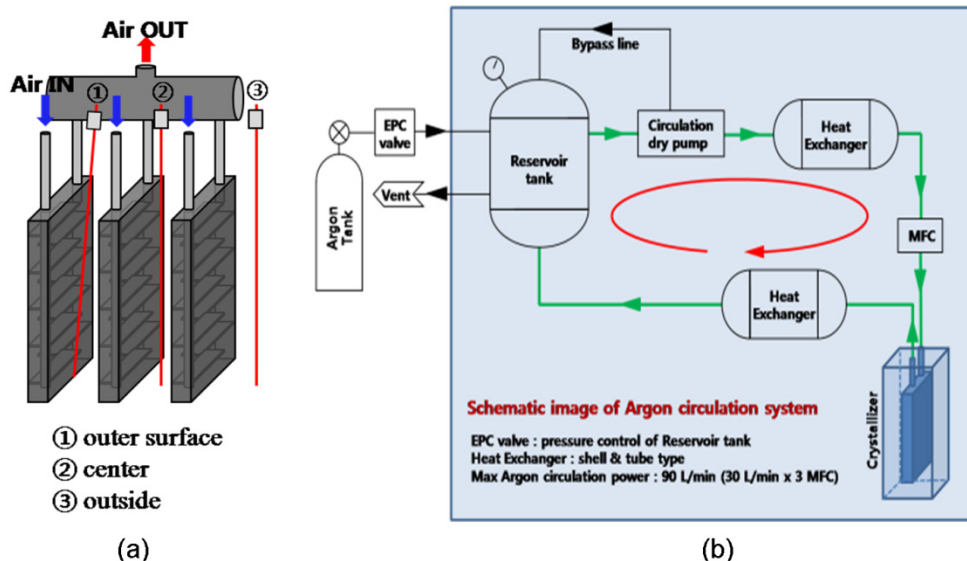 Air OUT
Air IN
① ② ③
① outer surface
② center
③ outside
(a)
Bypass line
EPC
valve
Vent
Argon
Tank
Reservoir
tank
Circulation
dry pump
Heat
Exchanger
MFC
Heat
Exchanger
Crystallizer
Schematic image of Argon circulation system
EPC valve : pressure control of Reservoir tank
Heat Exchanger : shell & tube type
Max Argon circulation power : 90 L/min (30 L/min x 3 MFC)
(b)